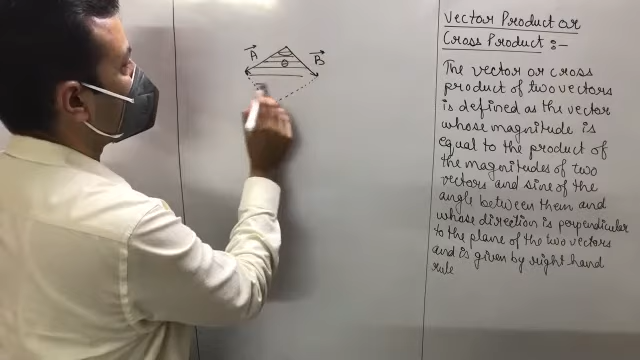 A B
θ
Vector Product or
Cross Product :-
The vector or cross
product of two vectors
is defined as the vector
whose magnitude is
equal to the product of
the magnitudes of two
vectors and sine of the
angle between them and
whose direction is perpendicular
to the plane of the two vectors
and is given by right hand
rule